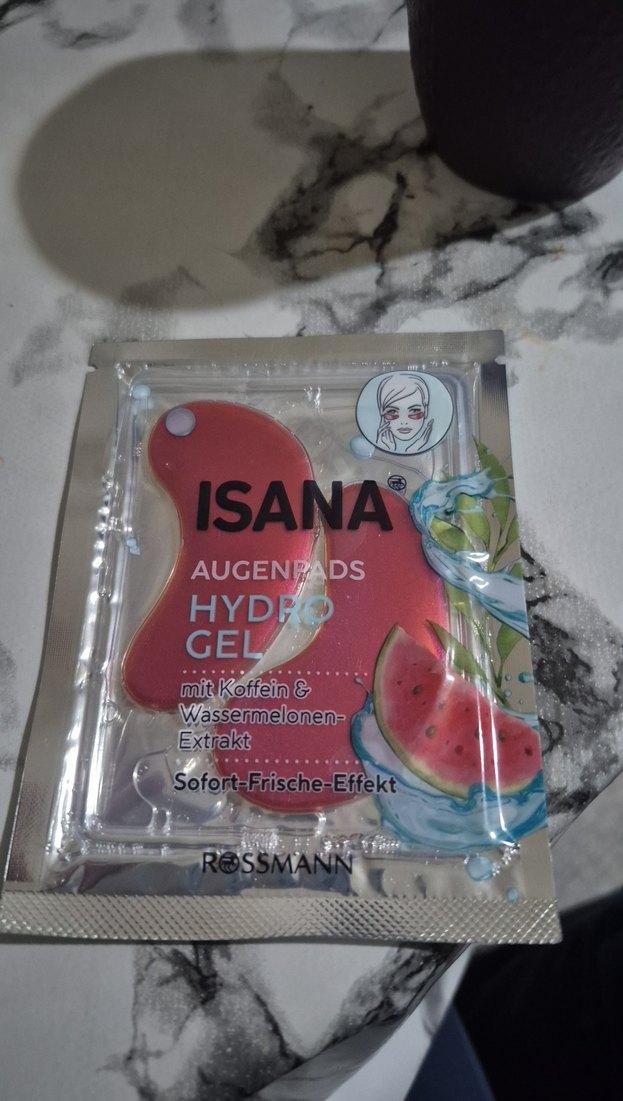 ISANA
AUGENPADS
HYDRO
GEL
mit Koffein &
Wassermelonen-
Extrakt
Sofort-Frische-Effekt
ROSSMANN